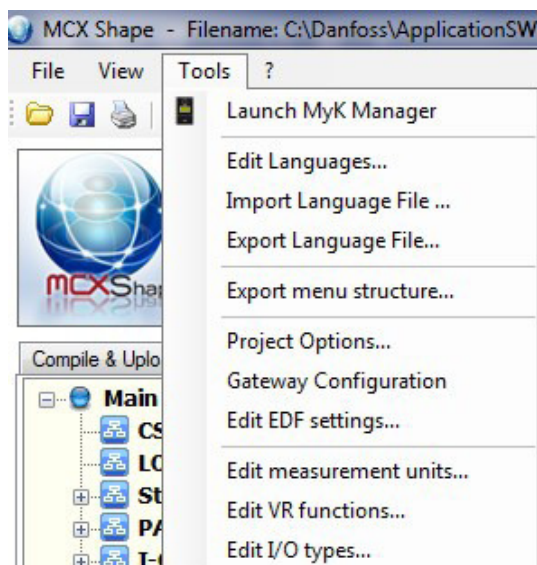 MCX Shape - Filename: C:\Danfoss\ApplicationSW
File View Tools ?
Launch MyK Manager
Edit Languages...
Import Language File ...
Export Language File...
MCXShap
Export menu structure...
Project Options...
Compile & Uplo
Gateway Configuration
Main
Edit EDF settings...
CS
LO
Edit measurement units...
St
Edit VR functions...
PA
Edit I/O types...